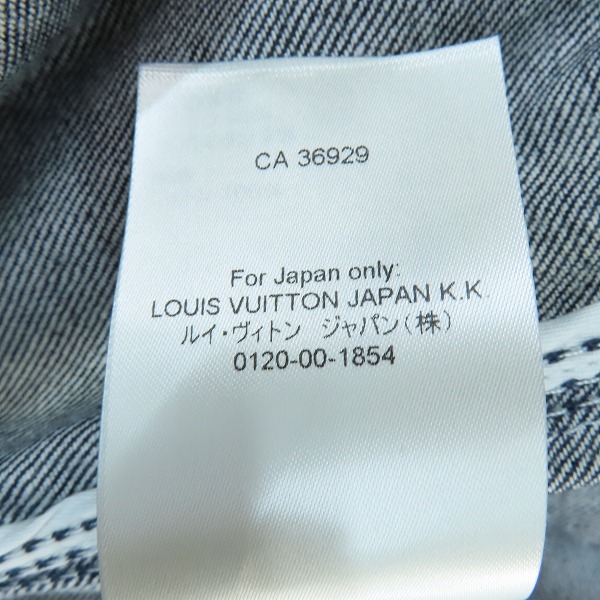 CA 36929
For Japan only:
LOUIS VUITTON JAPAN K.K.
ルイ・ヴィトン　ジャパン(株)
0120-00-1854